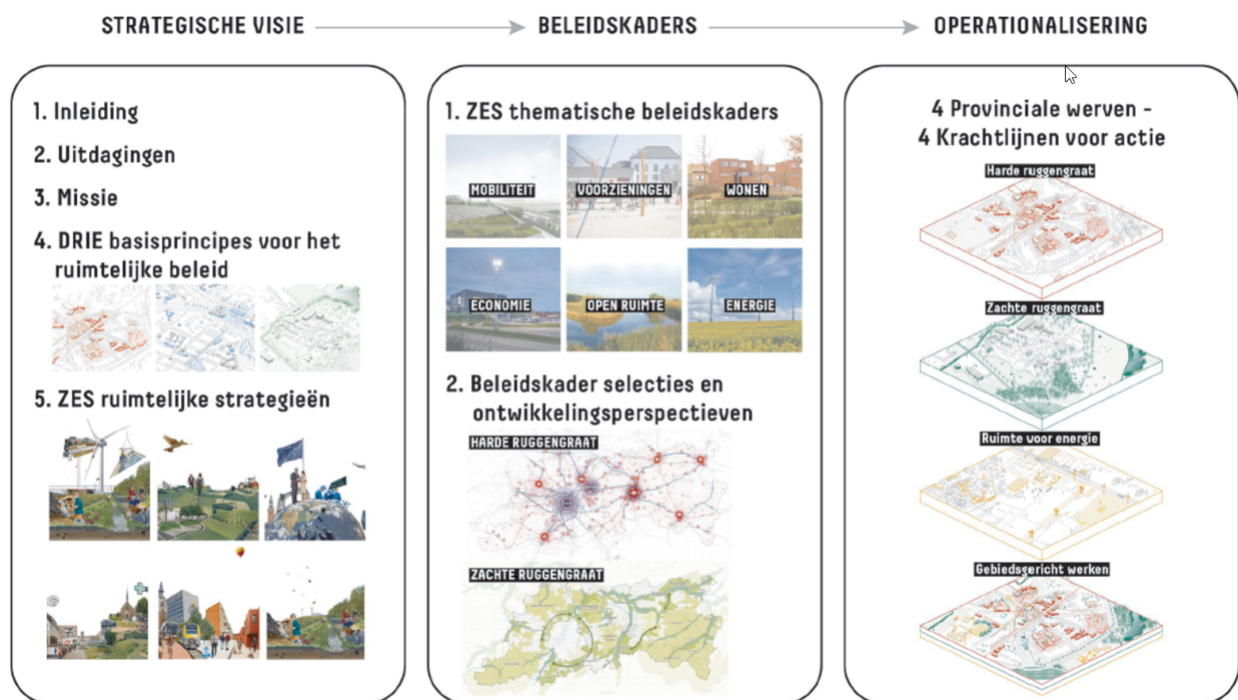 STRATEGISCHE VISIE
BELEIDSKADERS
OPERATIONALISERING
1. Inleiding
2. Uitdagingen
3. Missie
4. DRIE basisprincipes voor het
ruimtelijke beleid
5. ZES ruimtelijke strategieën
1. ZES thematische beleidskaders
MOBILITEIT
VOORZIENINGEN
WONEN
ECONOMIE
OPEN RUIMTE
ENERGIE
2. Beleidskader selecties en
ontwikkelingsperspectieven
HARDE RUGGENGRAAT
ZACHTE RUGGENGRAAT
4 Provinciale werven -
4 Krachtlijnen voor actie
Harde ruggengraat
Zachte ruggengraat
Ruimte voor energie
Gebiedsgericht werken